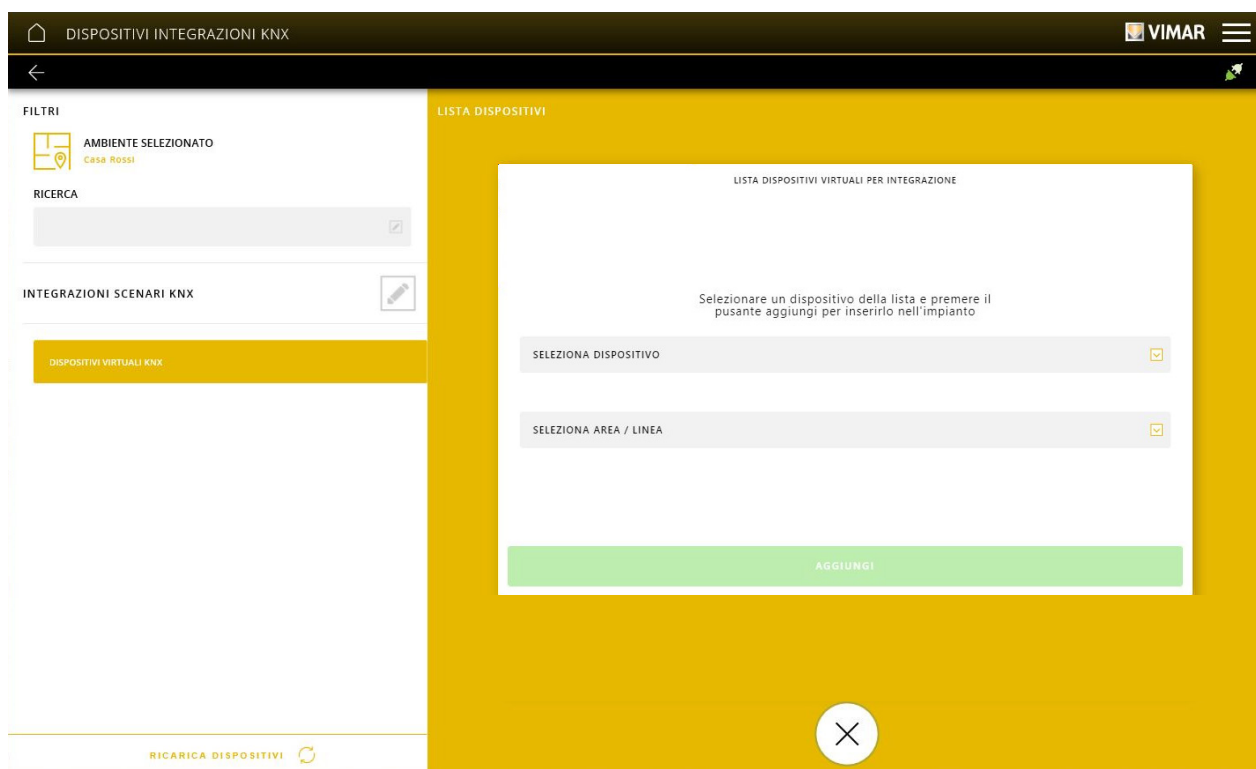 DISPOSITIVI INTEGRAZIONI KNX
VIMAR
FILTRI
AMBIENTE SELEZIONATO
Casa Rossi
RICERCA
INTEGRAZIONI SCENARI KNX
DISPOSITIVI VIRTUALI KNX
RICARICA DISPOSITIVI
LISTA DISPOSITIVI
LISTA DISPOSITIVI VIRTUALI PER INTEGRAZIONE
Selezionare un dispositivo della lista e premere il
pusante aggiungi per inserirlo nell'impianto
SELEZIONA DISPOSITIVO
SELEZIONA AREA / LINEA
AGGIUNGI